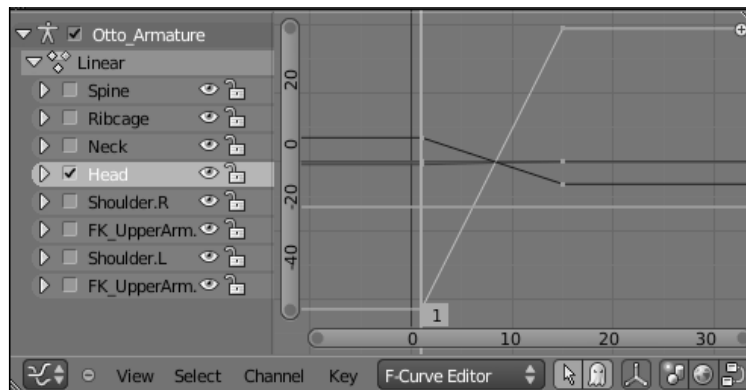 Otto_Armature
Linear
Spine
Ribcage
Neck
Head
Shoulder.R
FK_UpperArm.
Shoulder.L
FK_UpperArm.
20
0
-20
-40
1
0 10 20 30
View Select Channel Key F-Curve Editor